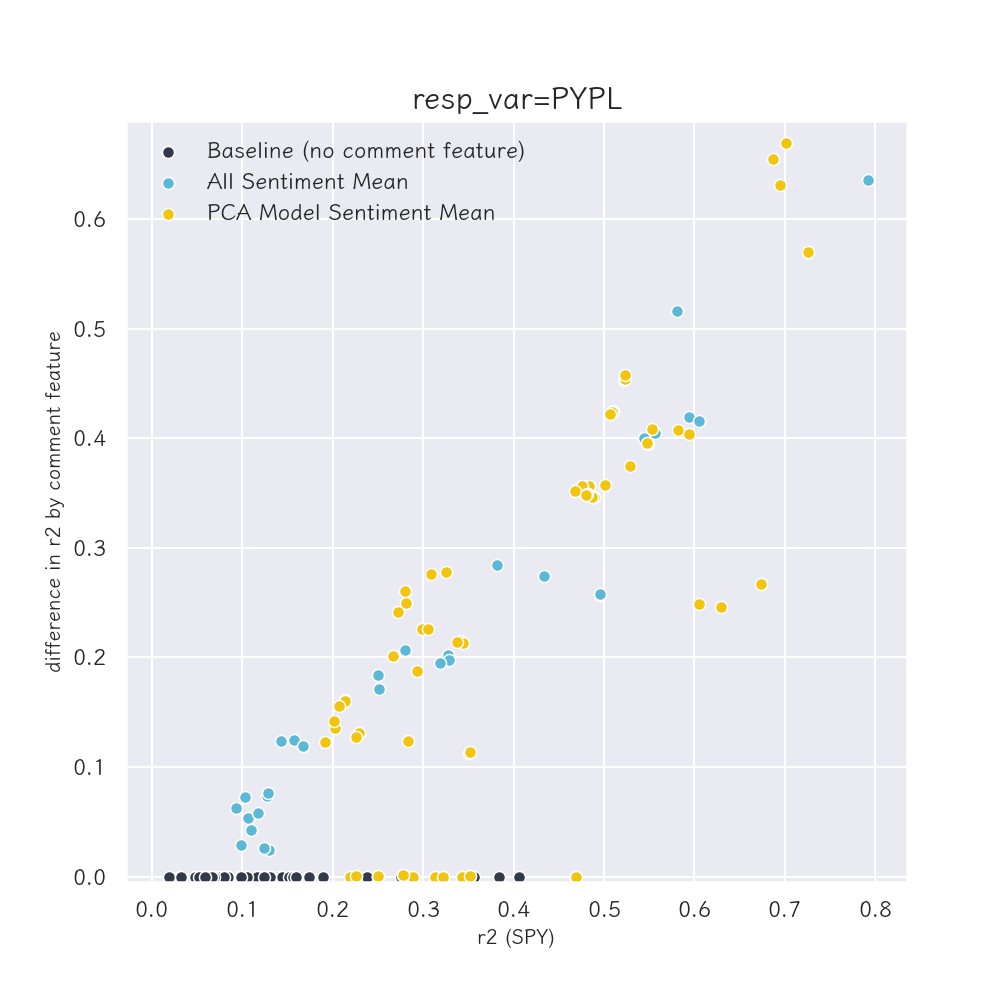 resp_var=PYPL
Baseline (no comment feature)
All Sentiment Mean
PCA Model Sentiment Mean
difference in r2 by comment feature
0.6
0.5
0.4
0.3
0.2
0.1
0.0
0.0 0.1 0.2 0.3 0.4 0.5 0.6 0.7 0.8
r2 (SPY)